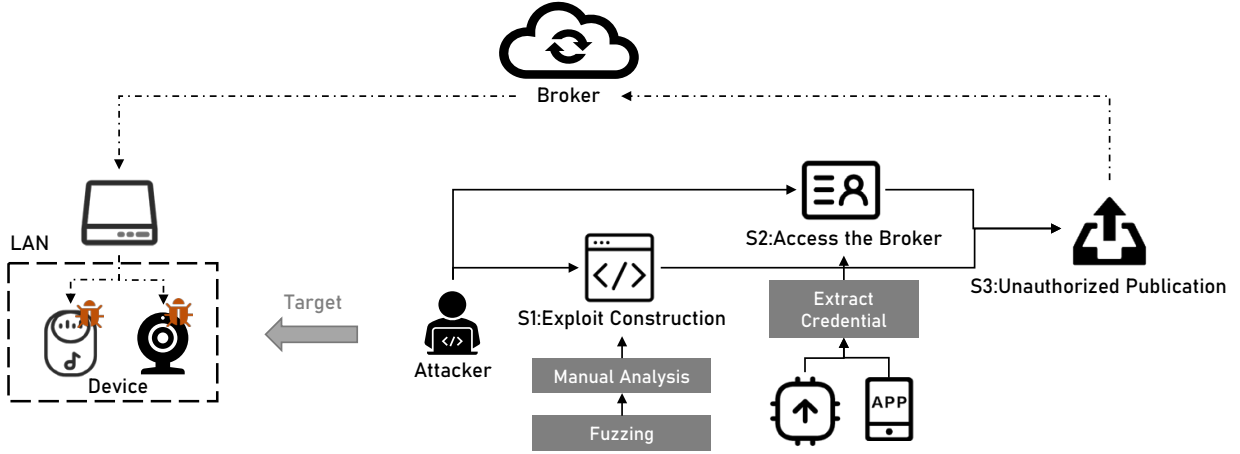 Broker
LAN
S2:Access the Broker
S3:Unauthorized Publication
Target
Extract
Credential
S1:Exploit Construction
Attacker
Device
Manual Analysis
APP
Fuzzing